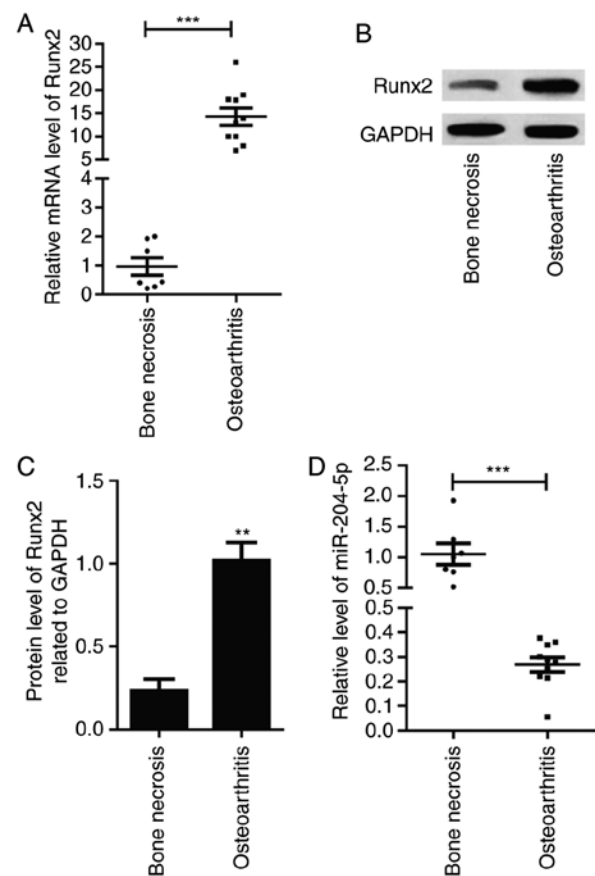 A
***
Relative mRNA level of Runx2
30
25
20
15
10
5
4
3
2
1
0
Bone necrosis
Osteoarthritis
B
Runx2
GAPDH
Bone necrosis
Osteoarthritis
C
Protein level of Runx2
related to GAPDH
1.5
1.0
0.5
0.0
**
Bone necrosis
Osteoarthritis
D
***
Relative level of miR-204-5p
2.5
2.0
1.5
1.0
0.5
0.4
0.3
0.2
0.1
0.0
Bone necrosis
Osteoarthritis